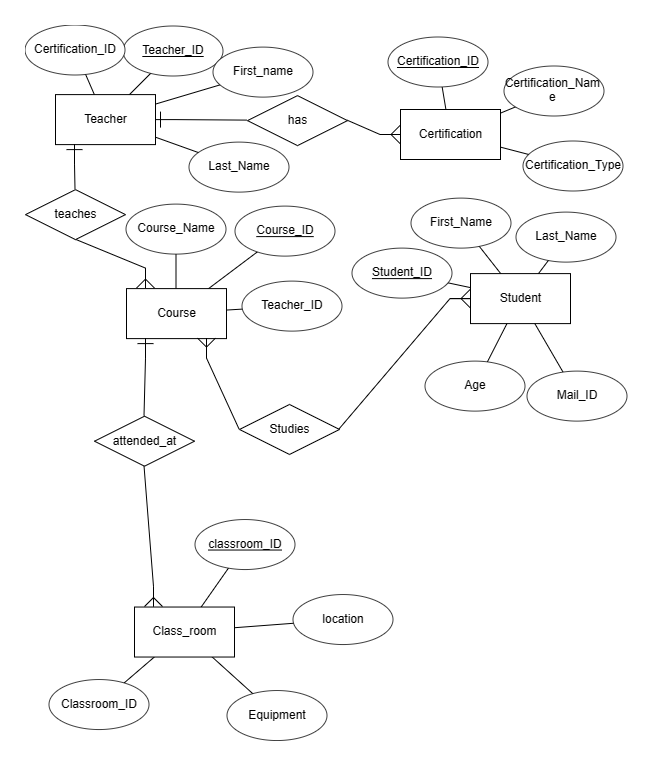 Certification_ID
Teacher_ID
First_name
Certification_ID
Certification_Nam
e
Teacher
has
Certification
Last_Name
Certification_Type
teaches
Course_Name
Course_ID
First_Name
Last_Name
Student_ID
Teacher_ID
Course
Student
Age
Mail_ID
Studies
attended_at
classroom_ID
location
Class_room
Classroom_ID
Equipment